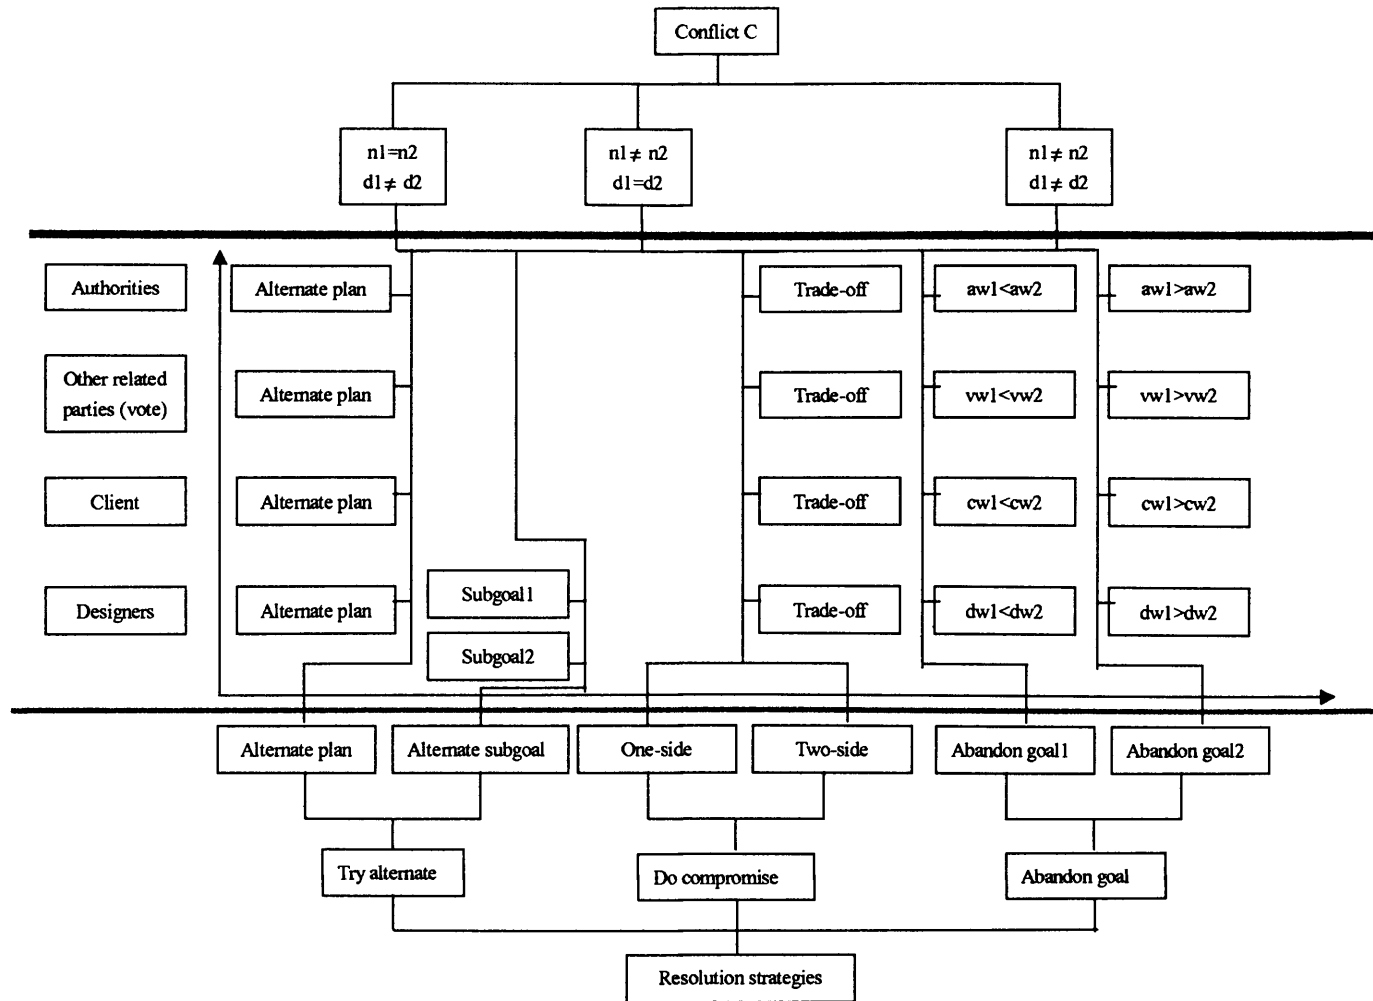 Conflict C
n1=n2
d1≠ d2
n1≠ n2
d1=d2
n1≠ n2
d1≠ d2
Authorities
Alternate plan
Trade-off
aw1<aw2
aw1>aw2
Other related
parties (vote)
Alternate plan
Trade-off
vw1<vw2
vw1>vw2
Client
Alternate plan
Trade-off
cw1<cw2
cw1>cw2
Designers
Alternate plan
Subgoal1
Trade-off
dw1<dw2
dw1>dw2
Subgoal2
Alternate plan
Alternate subgoal
One-side
Two-side
Abandon goal1
Abandon goal2
Try alternate
Do compromise
Abandon goal
Resolution strategies